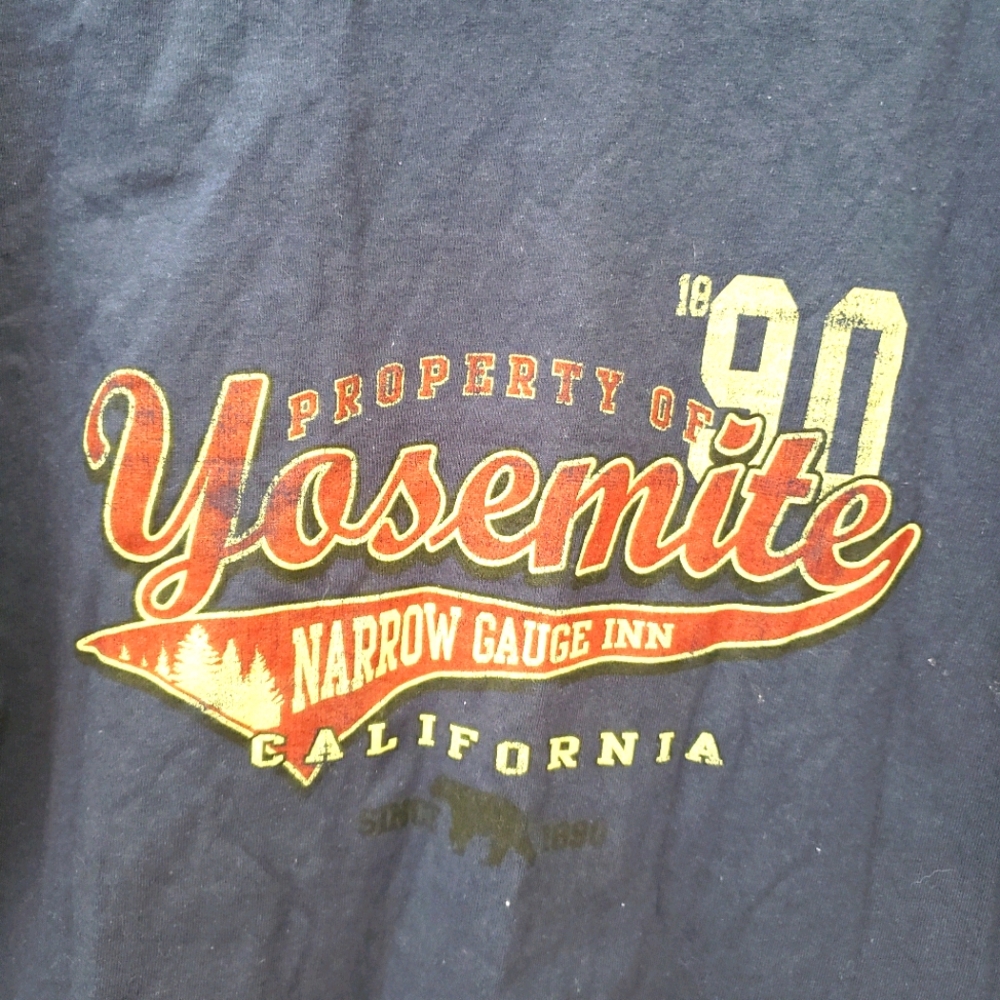 1890
PROPERTY OF
Yosemite
NARROW GAUGE INN
CALIFORNIA
SINCE 1890